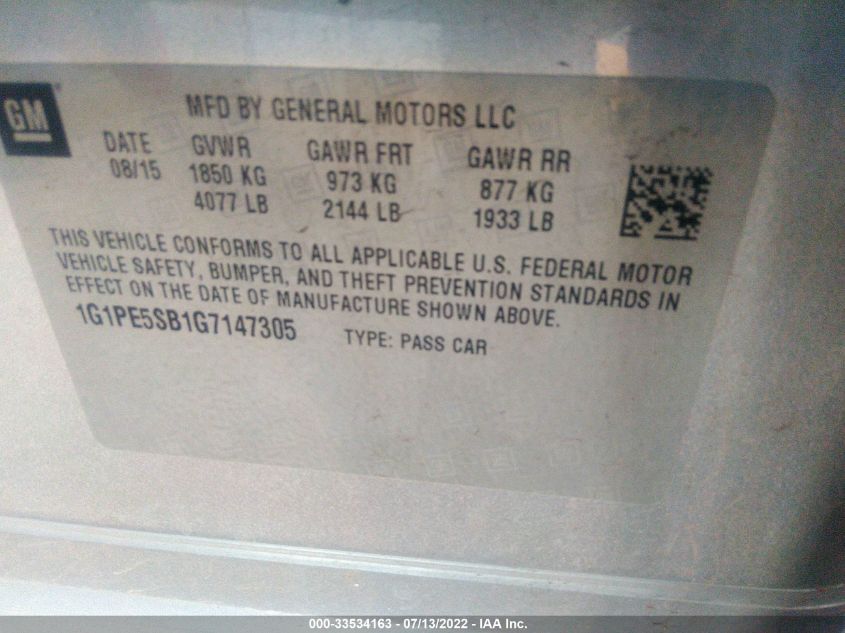 GM
MFD BY GENERAL MOTORS LLC
DATE GVWR GAWR FRT GAWR RR
08/15 1850 KG 973 KG 877 KG
4077 LB 2144 LB 1933 LB
THIS VEHICLE CONFORMS TO ALL APPLICABLE U.S. FEDERAL MOTOR
VEHICLE SAFETY, BUMPER, AND THEFT PREVENTION STANDARDS IN
EFFECT ON THE DATE OF MANUFACTURE SHOWN ABOVE.
1G1PE5SB1G7147305 TYPE: PASS CAR
000-33534163 - 07/13/2022 - IAA Inc.